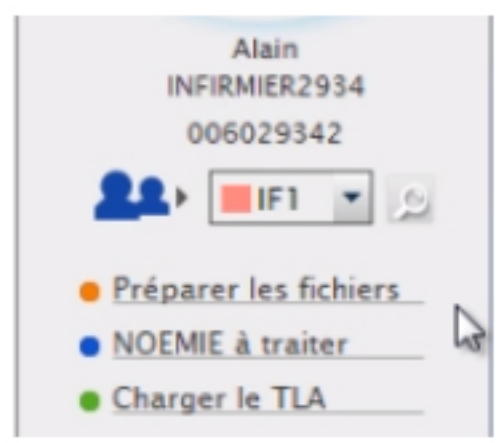 Alain
INFIRMIER2934
006029342
IF1
Préparer les fichiers
NOEMIE à traiter
Charger le TLA